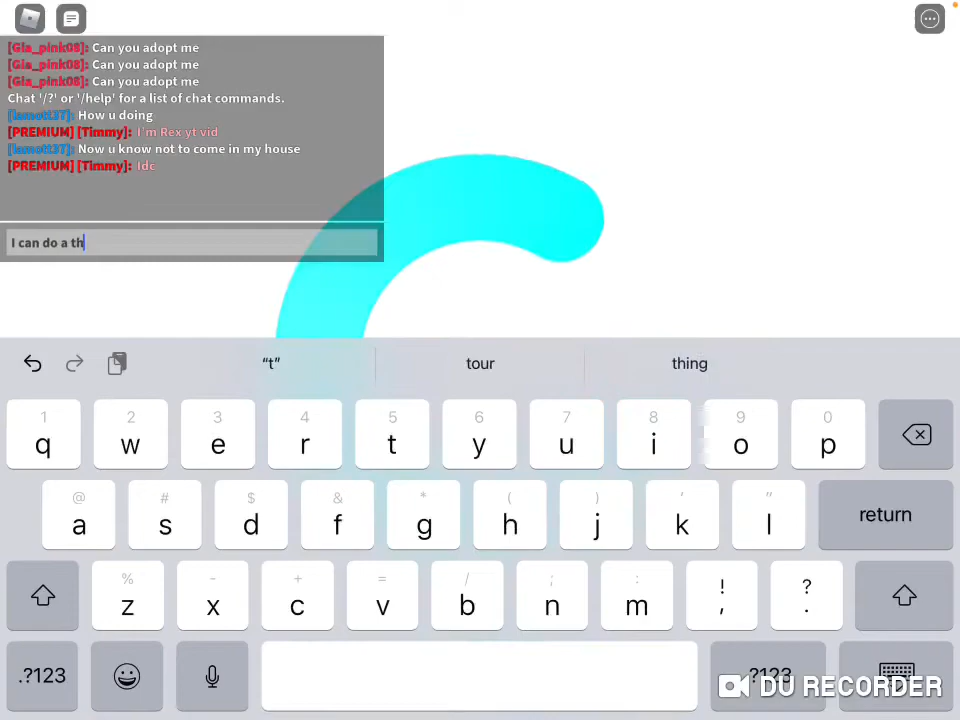 [Gia_pink08]: Can you adopt me
[Gia_pink08]: Can you adopt me
[Gia_pink08]: Can you adopt me
Chat '/?' or '/help' for a list of chat commands.
[lamott37]: How u doing
[PREMIUM] [Timmy]: I'm Rex yt vid
[lamott37]: Now u know not to come in my house
[PREMIUM] [Timmy]: Idc
I can do a th
“t” tour thing
1 2 3 4 5 6 7 8 9 0
q w e r t y u i o p
@ # $ & * ( ) ' "
a s d f g h j k l return
% - + = / ; : ! ?
z x c v b n m , .
.?123 .?123
DU RECORDER